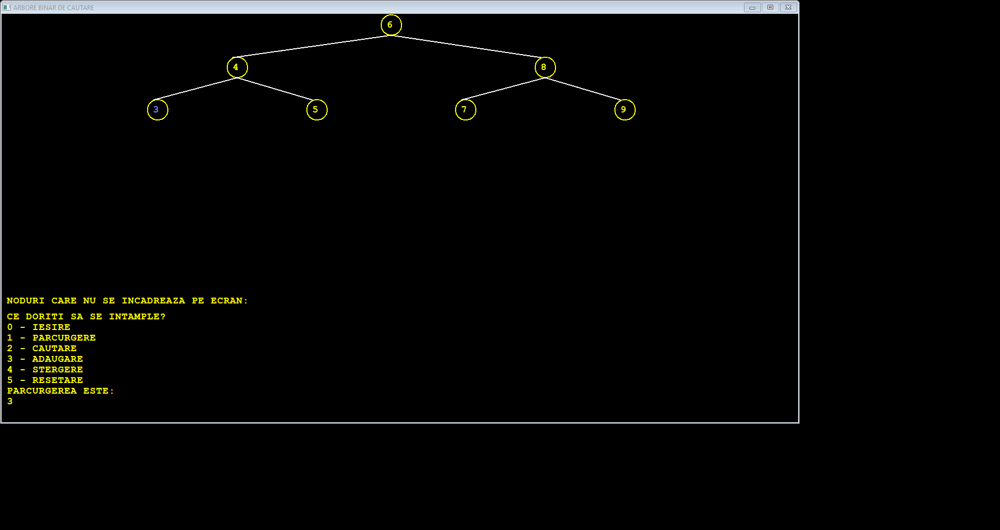 ARBORE BINAR DE CAUTARE
6
4 8
3 5 7 9
NODURI CARE NU SE INCADREAZA PE ECRAN:
CE DORITI SA SE INTAMPLE?
0 - IESIRE
1 - PARCURGERE
2 - CAUTARE
3 - ADAUGARE
4 - STERGERE
5 - RESETARE
PARCURGEREA ESTE:
3